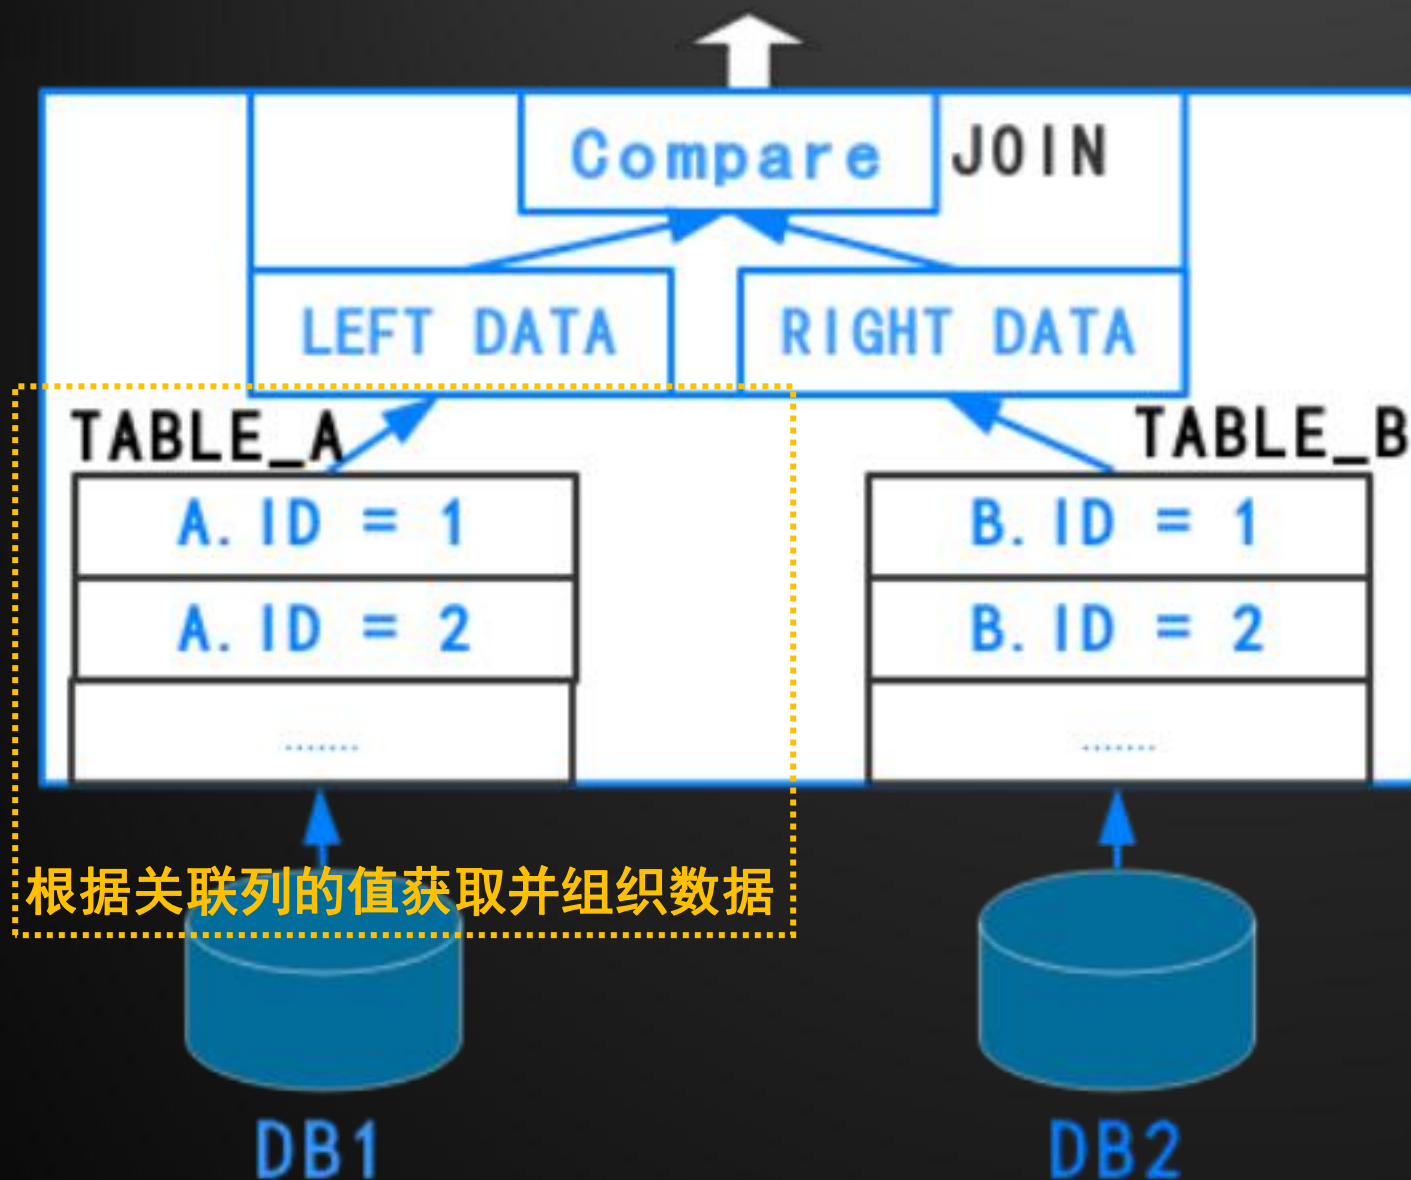 Compare
JOIN
LEFT DATA
RIGHT DATA
TABLE_A
TABLE_B
A.ID = 1
B.ID = 1
A.ID = 2
B.ID = 2
.......
.......
根据关联列的值获取并组织数据
DB1
DB2